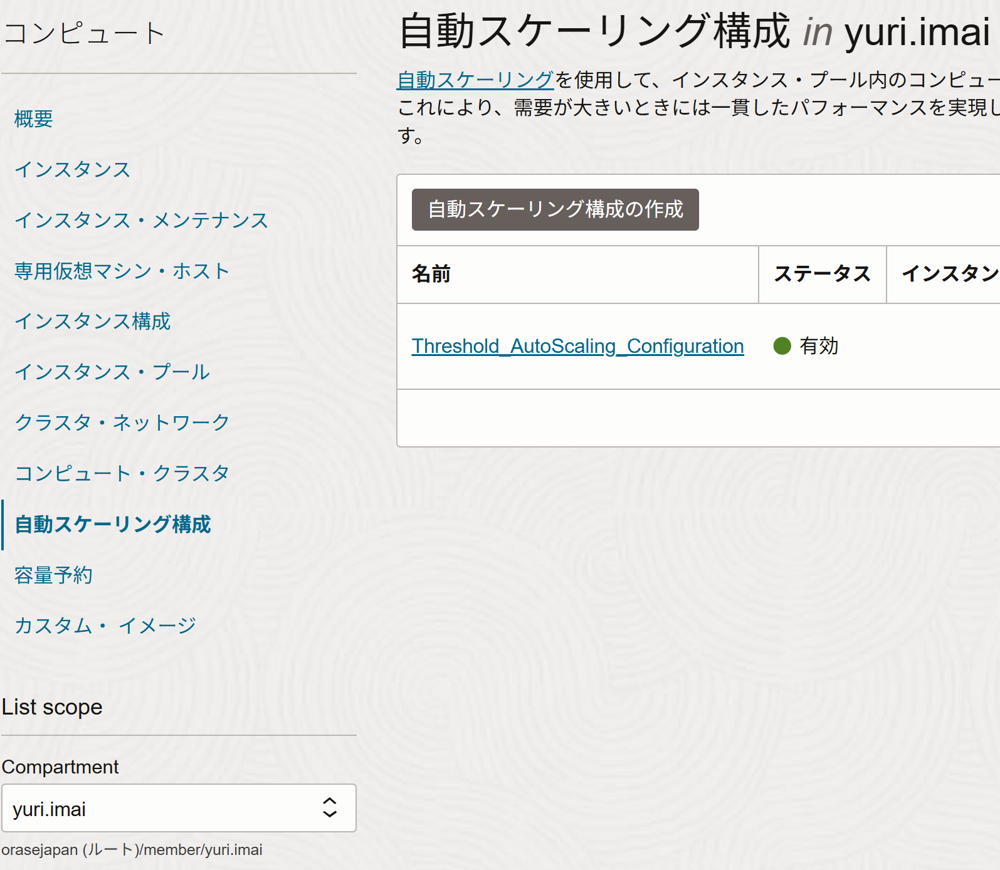 コンピュート
概要
インスタンス
インスタンス・メンテナンス
専用仮想マシン・ホスト
インスタンス構成
インスタンス・プール
クラスタ・ネットワーク
コンピュート・クラスタ
自動スケーリング構成
容量予約
カスタム・ イメージ
List scope
Compartment
yuri.imai
orasejapan (ルート)/member/yuri.imai
自動スケーリング構成 in yuri.imai
自動スケーリングを使用して、インスタンス・プール内のコンピュー
これにより、需要が大きいときには一貫したパフォーマンスを実現し
す。
自動スケーリング構成の作成
名前 ステータス インスタン
Threshold_AutoScaling_Configuration 有効